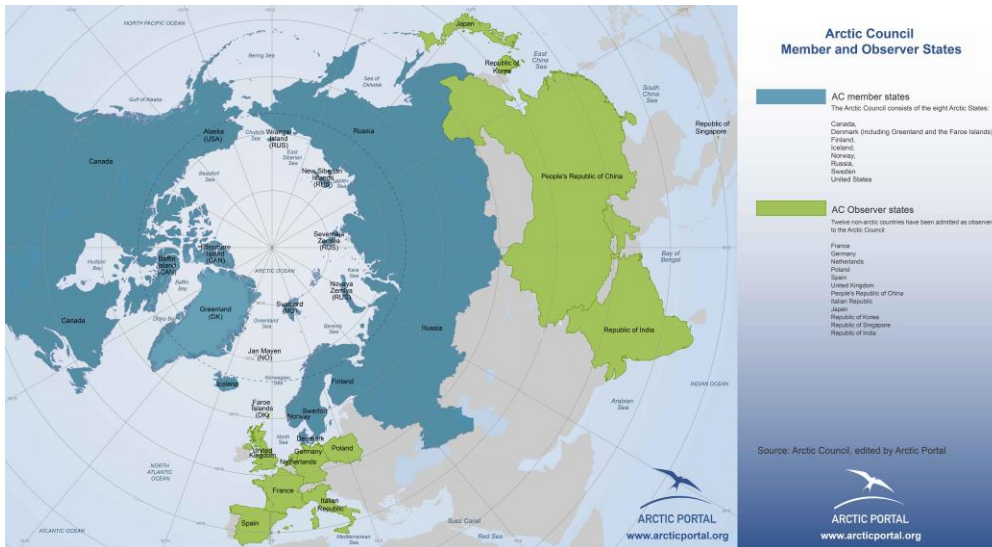 NORTH PACIFIC OCEAN
Japan
Bering Sea
Sea of
Okhotsk
Republic of
Korea
East
China
Sea
Gulf of Alaska
South
China
Sea
Alaska
(USA)
Chukchi
Sea
Wrangel
Island
(RUS)
Russia
Republic of
Singapore
East
Siberian
Sea
Canada
New Siberian
Islands
(RUS)
Laptev
Sea
People's Republic of China
Beaufort
Sea
Severnaja
Zemlja
(RUS)
Ellesmere
Island
(CAN)
Baffin
Island
(CAN)
Hudson
Bay
Bay of
Bengal
ARCTIC OCEAN
Kara
Sea
Baffin
Bay
Novaya
Zemlya
(RUS)
Greenland
(DK)
Svalbard
(NO)
Canada
Greenland
Sea
Barents
Sea
Russia
Republic of India
Jan Mayen
(NO)
Iceland
Norwegian
Sea
Finland
INDIAN OCEAN
Faroe
Islands
(DK)
Sweden
Norway
Arabian
Sea
North
Sea
Denmark
United
Kingdom
Germany
Poland
Netherlands
NORTH
ATLANTIC
OCEAN
France
Italian
Republic
Spain
Suez Canal
Red Sea
ATLANTIC OCEAN
Mediterranean
Sea
ARCTIC PORTAL
www.arcticportal.org
Arctic Council
Member and Observer States
AC member states
The Arctic Council consists of the eight Arctic States:
Canada,
Denmark (including Greenland and the Faroe Islands)
Finland,
Iceland,
Norway,
Russia,
Sweden
United States
AC Observer states
Twelve non-arctic countries have been admitted as observers
to the Arctic Council:
France
Germany
Netherlands
Poland
Spain
United Kingdom
People's Republic of China
Italian Republic
Japan
Republic of Korea
Republic of Singapore
Republic of India
Source: Arctic Council, edited by Arctic Portal
ARCTIC PORTAL
www.arcticportal.org